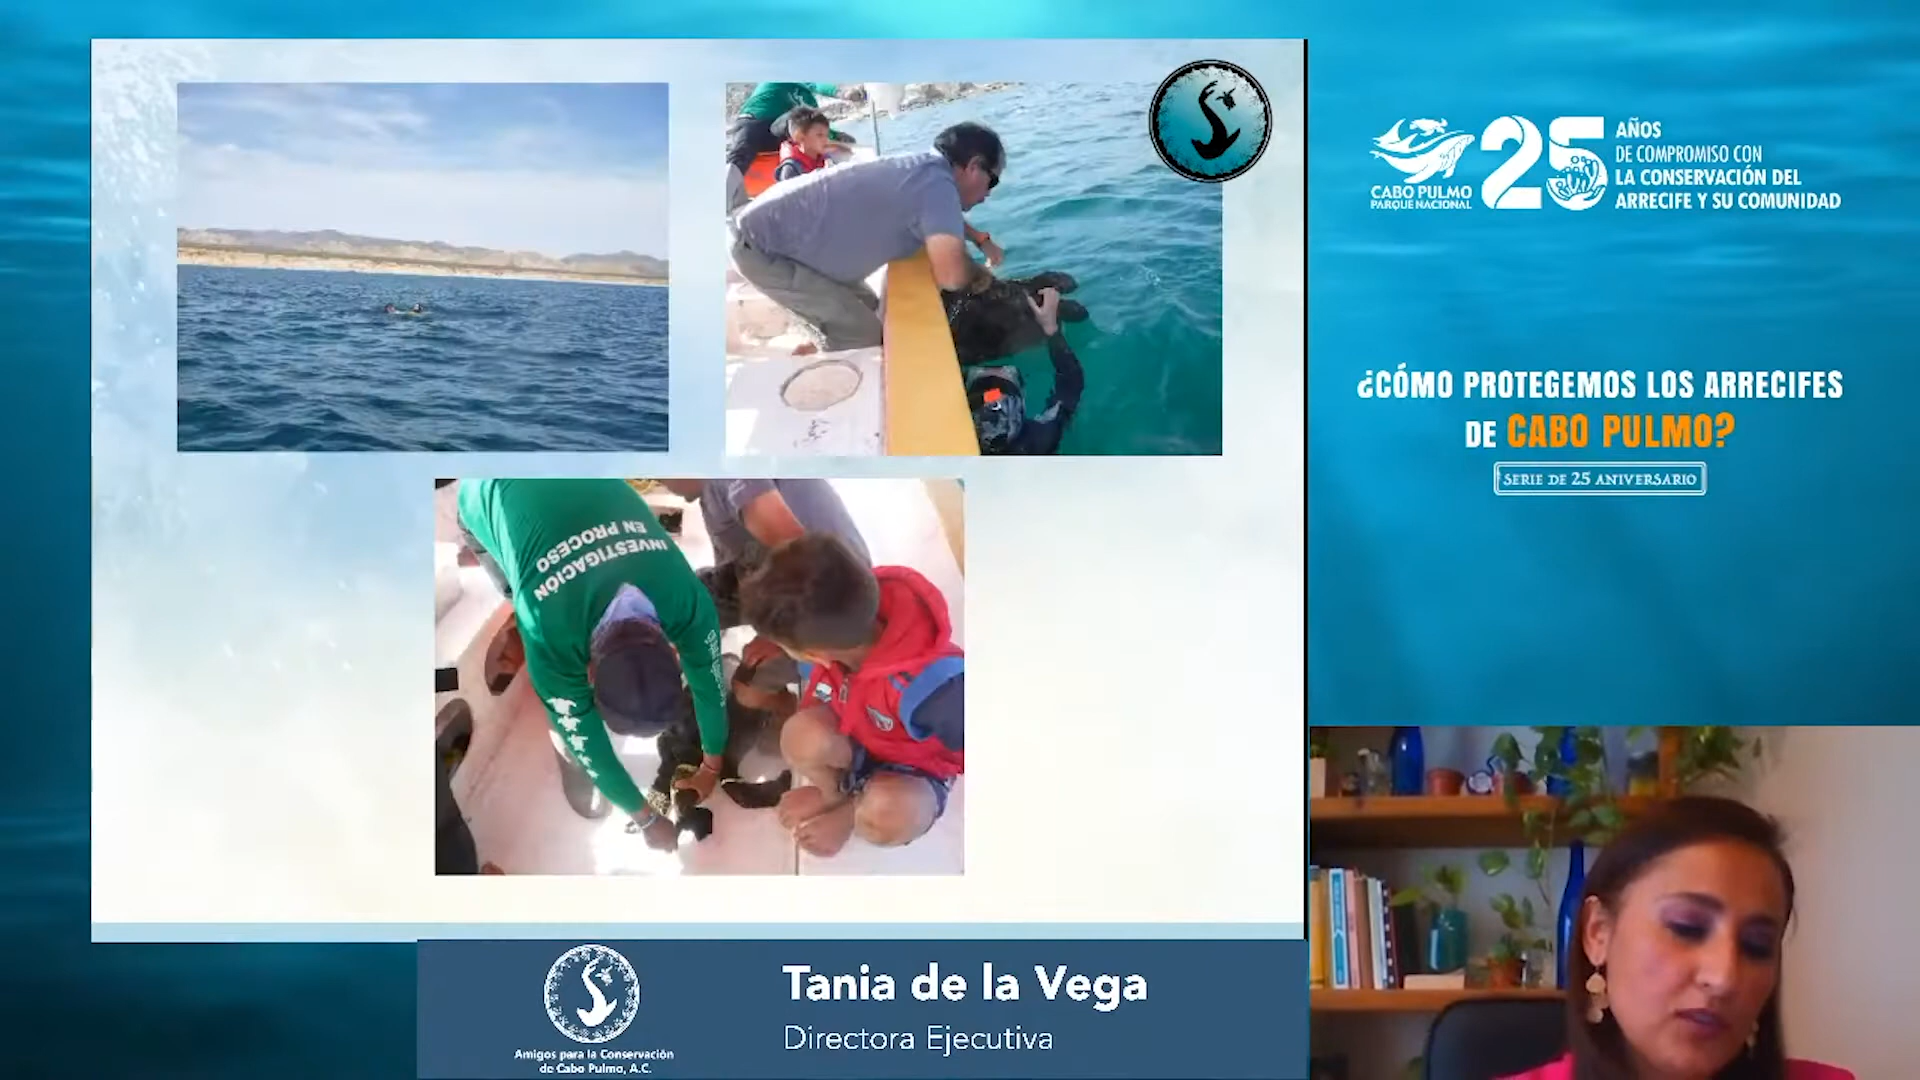 CABO PULMO
PARQUE NACIONAL
25
AÑOS
DE COMPROMISO CON
LA CONSERVACIÓN DEL
ARRECIFE Y SU COMUNIDAD
¿CÓMO PROTEGEMOS LOS ARRECIFES
DE CABO PULMO?
SERIE DE 25 ANIVERSARIO
INVESTIGACIÓN
EN PROCESO
Tania de la Vega
Directora Ejecutiva
Amigos para la Conservación
de Cabo Pulmo, A.C.